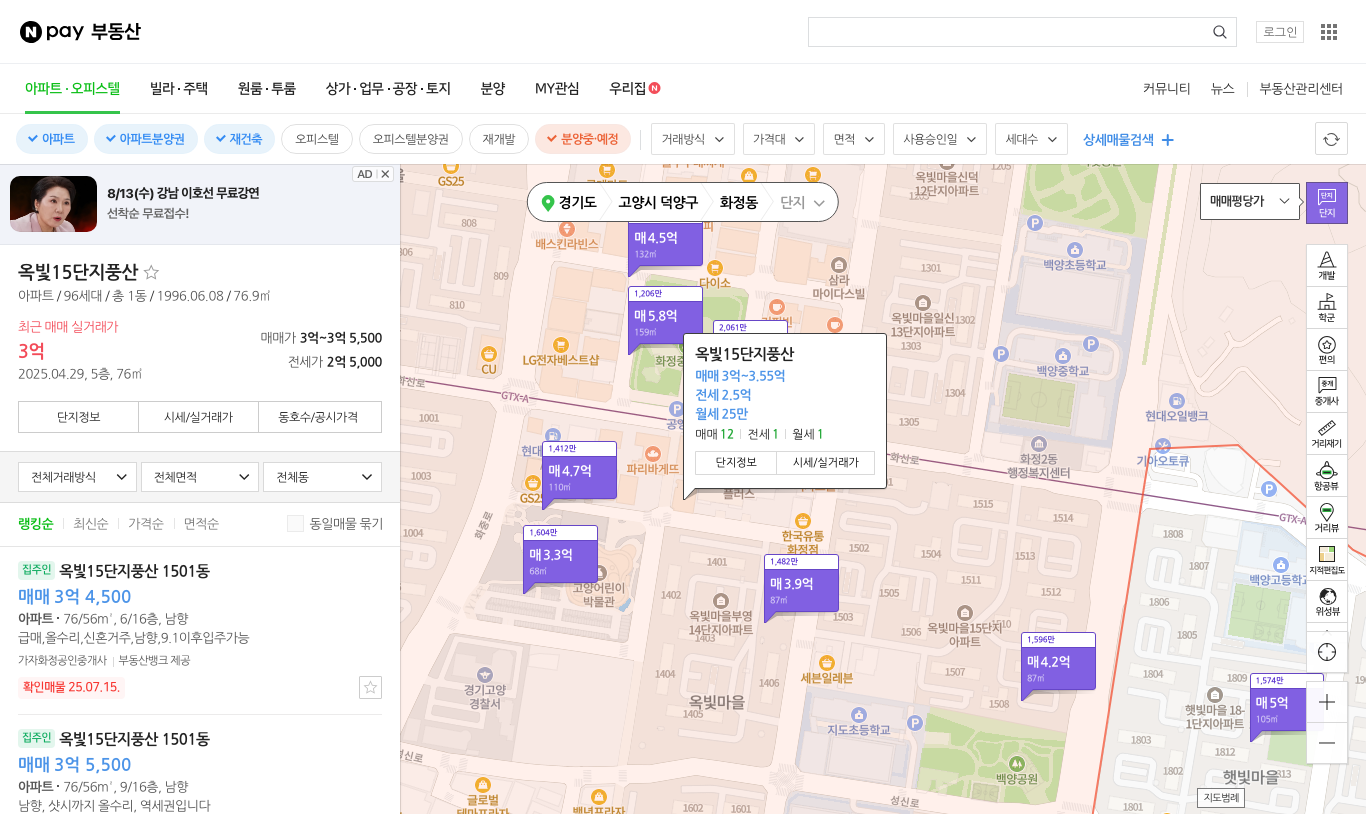 N pay 부동산
로그인
아파트·오피스텔 빌라·주택 원룸·투룸 상가·업무·공장·토지 분양 MY관심 우리집 N
커뮤니티 뉴스 부동산관리센터
아파트 아파트분양권 재건축 오피스텔 오피스텔분양권 재개발 분양중·예정
거래방식 가격대 면적 사용승인일 세대수 상세매물검색
AD
8/13(수) 강남 이호선 무료강연
선착순 무료접수!
옥빛15단지풍산
아파트 / 96세대 / 총 1동 / 1996.06.08 / 76.9㎡
최근 매매 실거래가
3억
2025.04.29, 5층, 76㎡
매매가 3억~3억 5,500
전세가 2억 5,000
단지정보 시세/실거래가 동호수/공시가격
전체거래방식 전체면적 전체동
랭킹순 최신순 가격순 면적순 동일매물 묶기
집주인 옥빛15단지풍산 1501동
매매 3억 4,500
아파트 · 76/56m², 6/16층, 남향
급매,올수리,신혼거주,남향,9.1이후입주가능
가자화정공인중개사 부동산뱅크 제공
확인매물 25.07.15.
집주인 옥빛15단지풍산 1501동
매매 3억 5,500
아파트 · 76/56m², 9/16층, 남향
남향, 샷시까지 올수리, 역세권입니다
경기도 고양시 덕양구 화정동 단지
매매평당가
단지
단지
개발
학군
편의
중개
중개사
거리재기
항공뷰
거리뷰
지적편집도
위성뷰
GS25
옥빛마을신덕
12단지아파트
배스킨라빈스
매 4.5억
132㎡
다이소
808
809
810
삼라
마이다스빌
1301
백양초등학교
1,206만
매 5.8억
159㎡
2,061만
옥빛마을일신
13단지아파트
1302
LG전자베스트샵
CU
백양중학교
옥빛15단지풍산
매매 3억~3.55억
전세 2.5억
월세 25만
매매 12 전세 1 월세 1
단지정보 시세/실거래가
1304
1305
GTX-A
1001
1002
1003
1004
현대오일뱅크
기아오토큐
화정2동
행정복지센터
화신로
파리바게뜨
플러스
1,412만
매 4.7억
110㎡
화중로
1,604만
매 3.3억
68㎡
고양어린이
박물관
한국유통
화정점
1,482만
매 3.9억
87㎡
1501
1502
1503
1506
1507
1508
1511
1512
1513
1514
1515
GTX-A
1402
1403
1404
1405
1406
옥빛마을부영
14단지아파트
옥빛마을15단지
아파트
세븐일레븐
1,596만
매 4.2억
87㎡
1,574만
매 5억
105㎡
백양고등학교
1801
1803
1804
1805
1806
1807
1808
1812
1813
햇빛마을 18-
1단지아파트
햇빛마을
경기고양
경찰서
옥빛마을
지도초등학교
백양공원
성신로
글로벌
1601
1602
지도범례